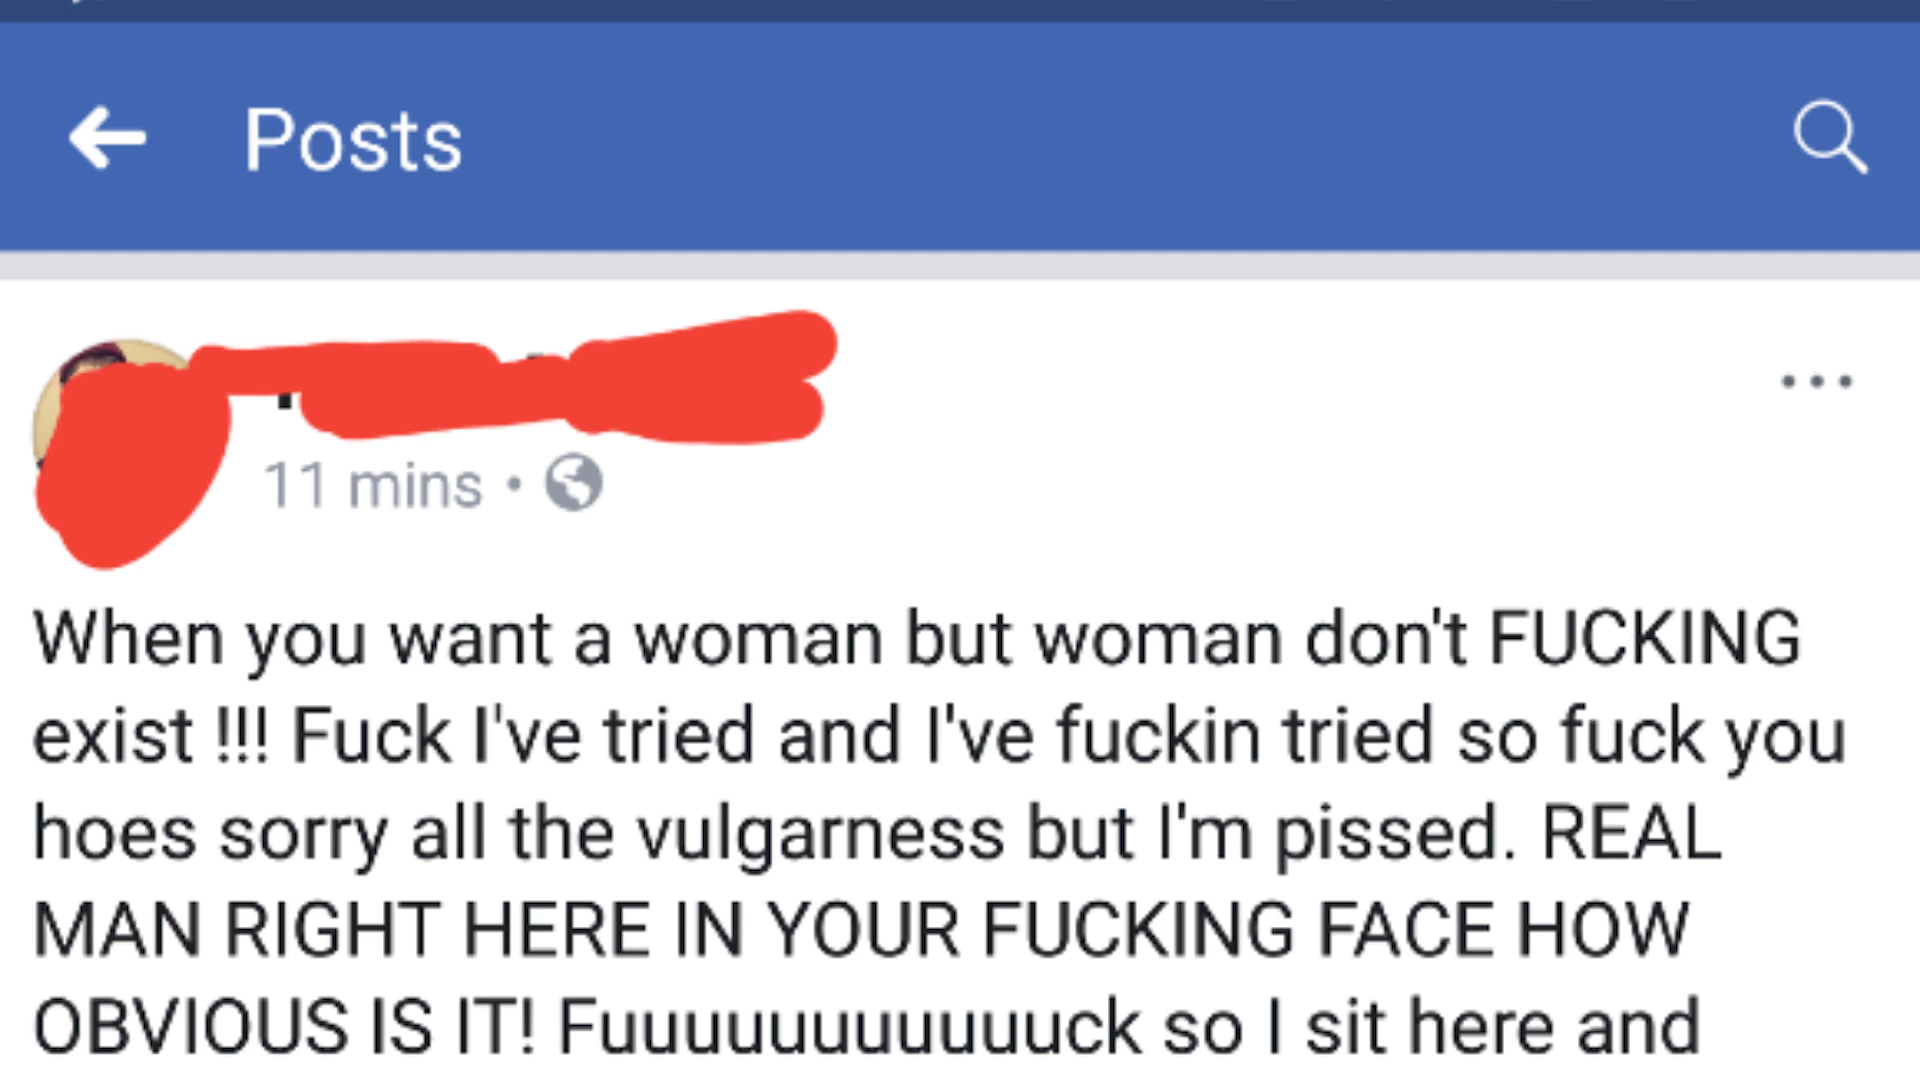 Posts
11 mins •
When you want a woman but woman don't FUCKING
exist !!! Fuck I've tried and I've fuckin tried so fuck you
hoes sorry all the vulgarness but I'm pissed. REAL
MAN RIGHT HERE IN YOUR FUCKING FACE HOW
OBVIOUS IS IT! Fuuuuuuuuuuuuck so I sit here and